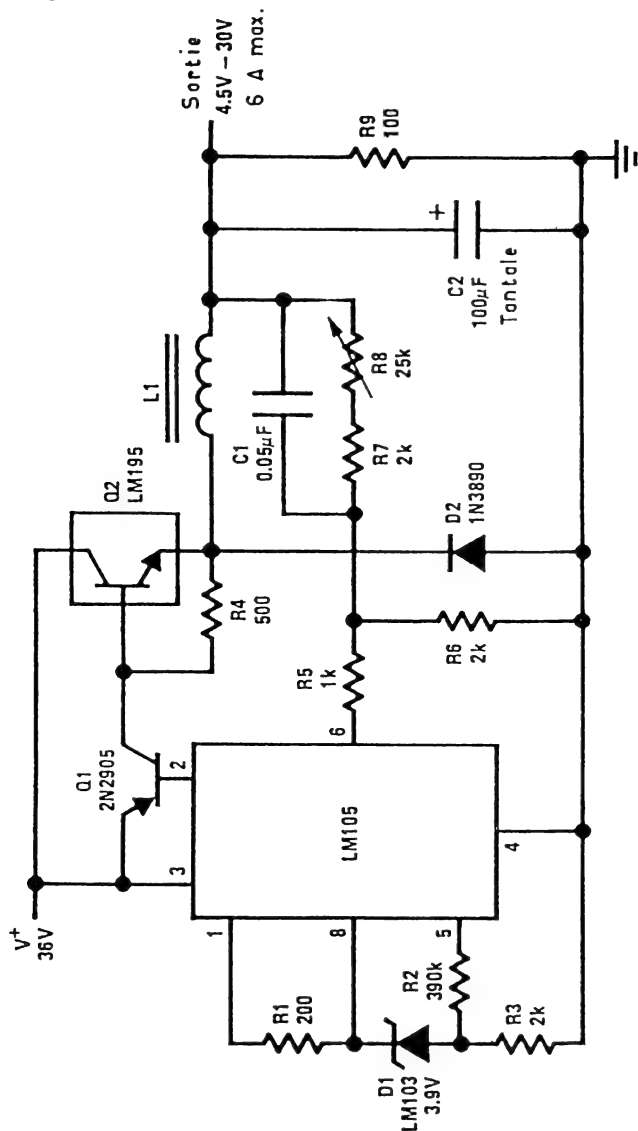 Sortie
4.5V – 30V
6 A max.
V+
36V
Q1
2N2905
Q2
LM195
L1
R4
500
C1
0.05µF
R7
2k
R8
25k
R9
100
C2
100µF
Tantale
+
R5
1k
R6
2k
D2
1N3890
LM105
1
2
3
4
5
6
8
R1
200
R2
390k
R3
2k
D1
LM103
3.9V